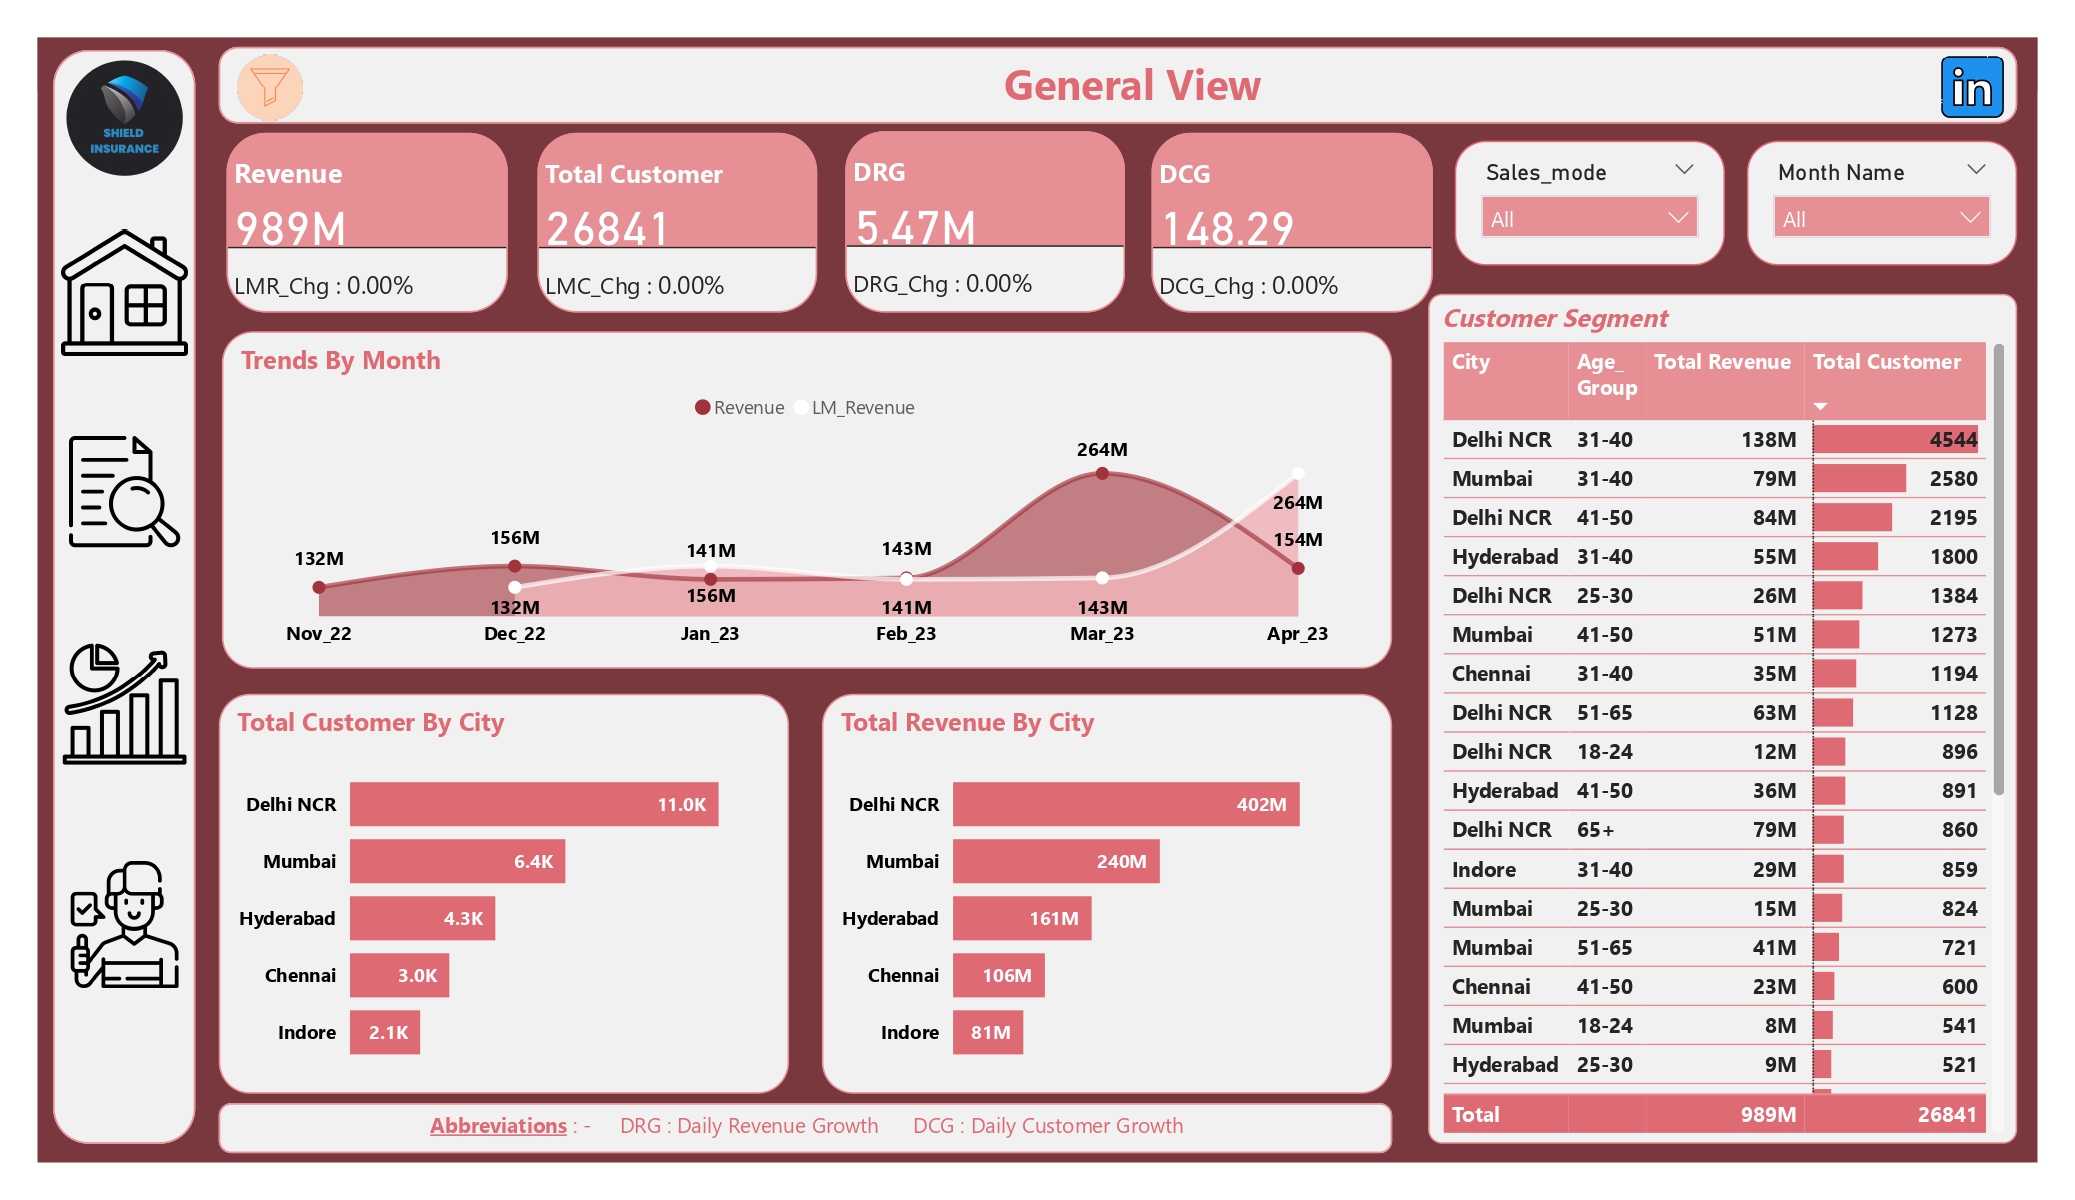 SHIELD
INSURANCE
General View
in
Revenue
989M
LMR_Chg : 0.00%
Total Customer
26841
LMC_Chg : 0.00%
DRG
5.47M
DRG_Chg : 0.00%
DCG
148.29
DCG_Chg : 0.00%
Sales_mode
All
Month Name
All
Trends By Month
Revenue LM_Revenue
264M
264M
156M
154M
132M
141M
143M
132M
156M
141M
143M
Nov_22 Dec_22 Jan_23 Feb_23 Mar_23 Apr_23
Total Customer By City
Delhi NCR 11.0K
Mumbai 6.4K
Hyderabad 4.3K
Chennai 3.0K
Indore 2.1K
Total Revenue By City
Delhi NCR 402M
Mumbai 240M
Hyderabad 161M
Chennai 106M
Indore 81M
Customer Segment
City Age_ Total Revenue Total Customer
Group
Delhi NCR 31-40 138M 4544
Mumbai 31-40 79M 2580
Delhi NCR 41-50 84M 2195
Hyderabad 31-40 55M 1800
Delhi NCR 25-30 26M 1384
Mumbai 41-50 51M 1273
Chennai 31-40 35M 1194
Delhi NCR 51-65 63M 1128
Delhi NCR 18-24 12M 896
Hyderabad 41-50 36M 891
Delhi NCR 65+ 79M 860
Indore 31-40 29M 859
Mumbai 25-30 15M 824
Mumbai 51-65 41M 721
Chennai 41-50 23M 600
Mumbai 18-24 8M 541
Hyderabad 25-30 9M 521
Total 989M 26841
Abbreviations : - DRG : Daily Revenue Growth DCG : Daily Customer Growth